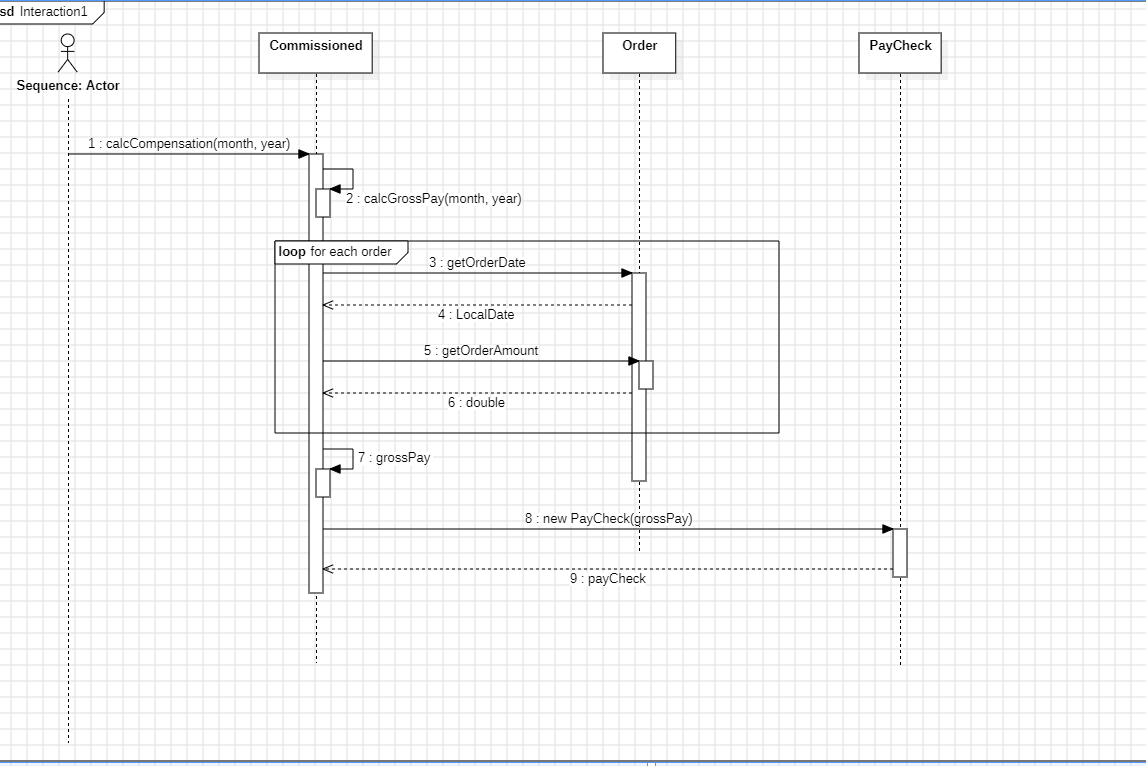 sd Interaction1
Sequence: Actor
Commissioned
Order
PayCheck
1 : calcCompensation(month, year)
2 : calcGrossPay(month, year)
loop for each order
3 : getOrderDate
4 : LocalDate
5 : getOrderAmount
6 : double
7 : grossPay
8 : new PayCheck(grossPay)
9 : payCheck